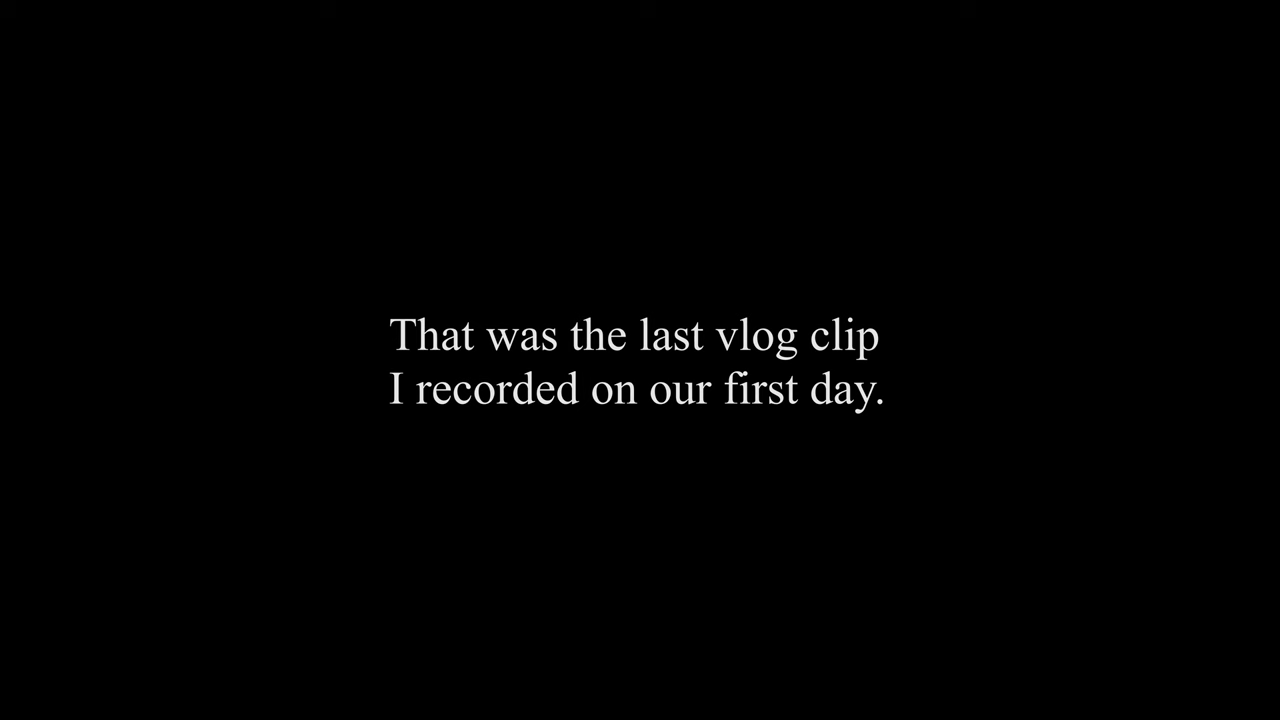 That was the last vlog clip
I recorded on our first day.